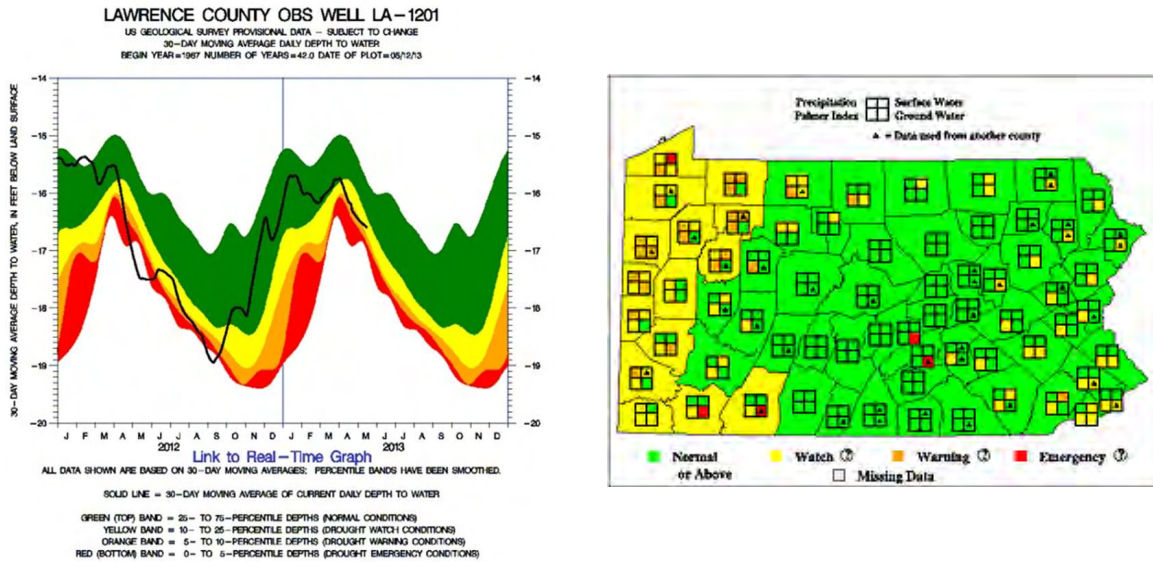 LAWRENCE COUNTY OBS WELL LA-1201
US GEOLOGICAL SURVEY PROVISIONAL DATA - SUBJECT TO CHANGE
30-DAY MOVING AVERAGE DAILY DEPTH TO WATER
BEGIN YEAR=1967 NUMBER OF YEARS=42.0 DATE OF PLOT=05/12/13
30-DAY MOVING AVERAGE DEPTH TO WATER, IN FEET BELOW LAND SURFACE
-14 -14
-15 -15
-16 -16
-17 -17
-18 -18
-19 -19
-20 -20
J F M A M J J A S O N D J F M A M J J A S O N D
2012 2013
Link to Real-Time Graph
ALL DATA SHOWN ARE BASED ON 30-DAY MOVING AVERAGES: PERCENTILE BANDS HAVE BEEN SMOOTHED.
SOLID LINE = 30-DAY MOVING AVERAGE OF CURRENT DAILY DEPTH TO WATER
GREEN (TOP) BAND = 25- TO 75-PERCENTILE DEPTHS (NORMAL CONDITIONS)
YELLOW BAND = 10- TO 25-PERCENTILE DEPTHS (DROUGHT WATCH CONDITIONS)
ORANGE BAND = 5- TO 10-PERCENTILE DEPTHS (DROUGHT WARNING CONDITIONS)
RED (BOTTOM) BAND = 0- TO 5-PERCENTILE DEPTHS (DROUGHT EMERGENCY CONDITIONS)
Precipitation Surface Water
Palmer Index Ground Water
▲ = Data used from another county
Normal or Above
Watch ?
Warning ?
Emergency ?
Missing Data